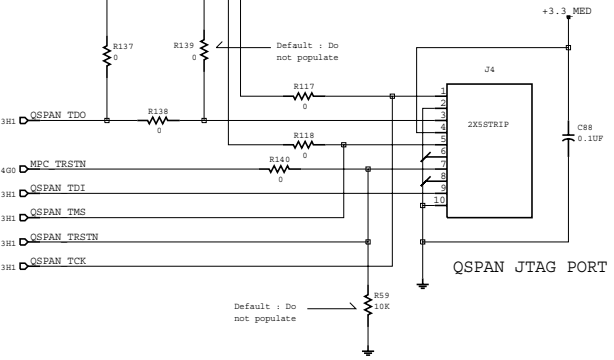 +3.3_MED
R137
0
R139
0
Default : Do
not populate
J4
R117
0
1
2
3
4
5
6
7
8
9
10
2X5STRIP
C88
0.1UF
3H1 QSPAN_TDO
R138
0
R118
0
4G0 MPC_TRSTN
R140
0
3H1 QSPAN_TDI
3H1 QSPAN_TMS
3H1 QSPAN_TRSTN
3H1 QSPAN_TCK
QSPAN JTAG PORT
Default : Do
not populate
R59
10K